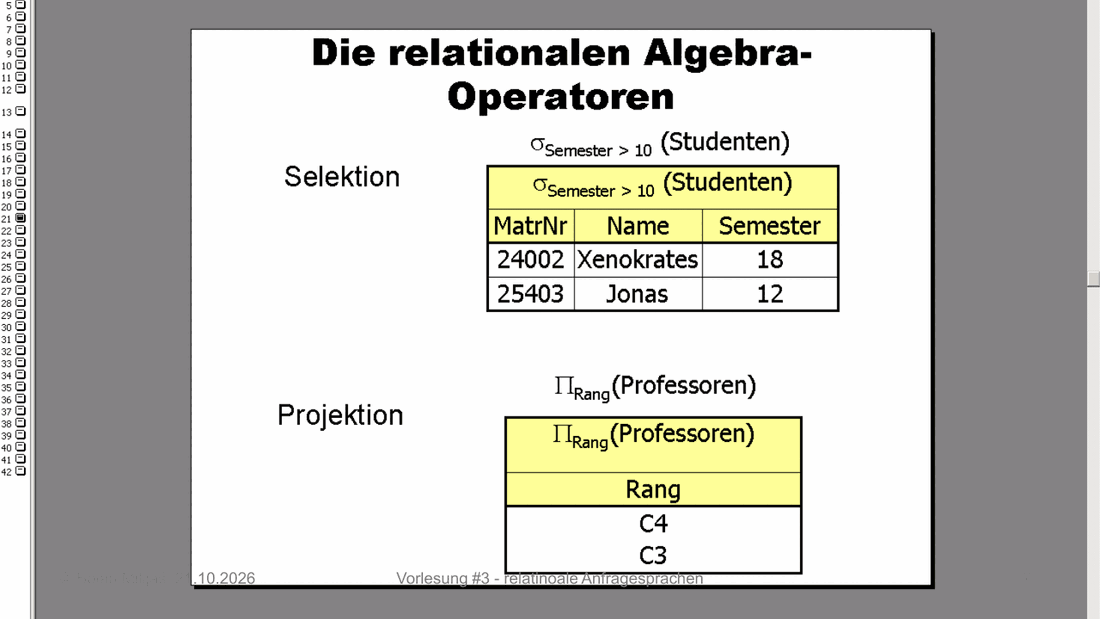 5
6
7
8
9
10
11
12
13
14
15
16
17
18
19
20
21
22
23
24
25
26
27
28
29
30
31
32
33
34
35
36
37
38
39
40
41
42
Die relationalen Algebra-
Operatoren
σSemester > 10 (Studenten)
Selektion
σSemester > 10 (Studenten)
MatrNr Name Semester
24002 Xenokrates 18
25403 Jonas 12
ΠRang(Professoren)
Projektion
ΠRang(Professoren)
Rang
C4
C3
.10.2026 Vorlesung #3 - relatinoale Anfragesprachen